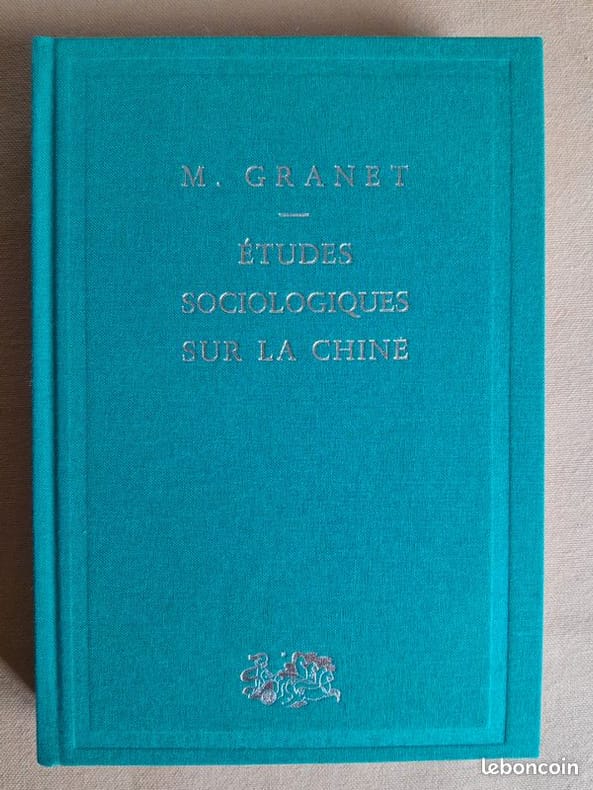 M. GRANET
ÉTUDES
SOCIOLOGIQUES
SUR LA CHINE
leboncoin